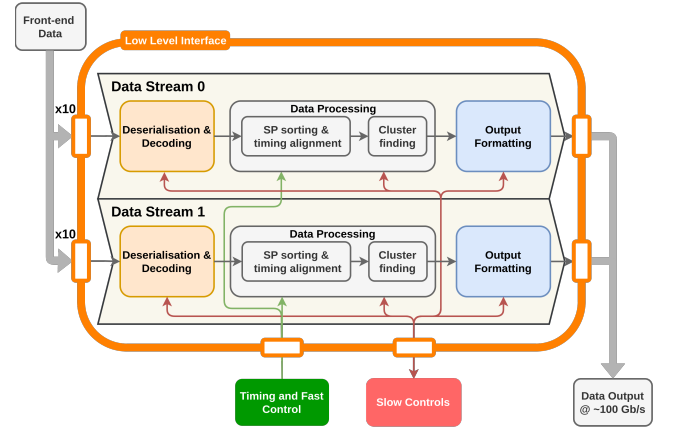 Front-end
Data
Low Level Interface
Data Stream 0
x10
Deserialisation &
Decoding
Data Processing
SP sorting &
timing alignment
Cluster
finding
Output
Formatting
Data Stream 1
x10
Deserialisation &
Decoding
Data Processing
SP sorting &
timing alignment
Cluster
finding
Output
Formatting
Timing and Fast
Control
Slow Controls
Data Output
@ ~100 Gb/s